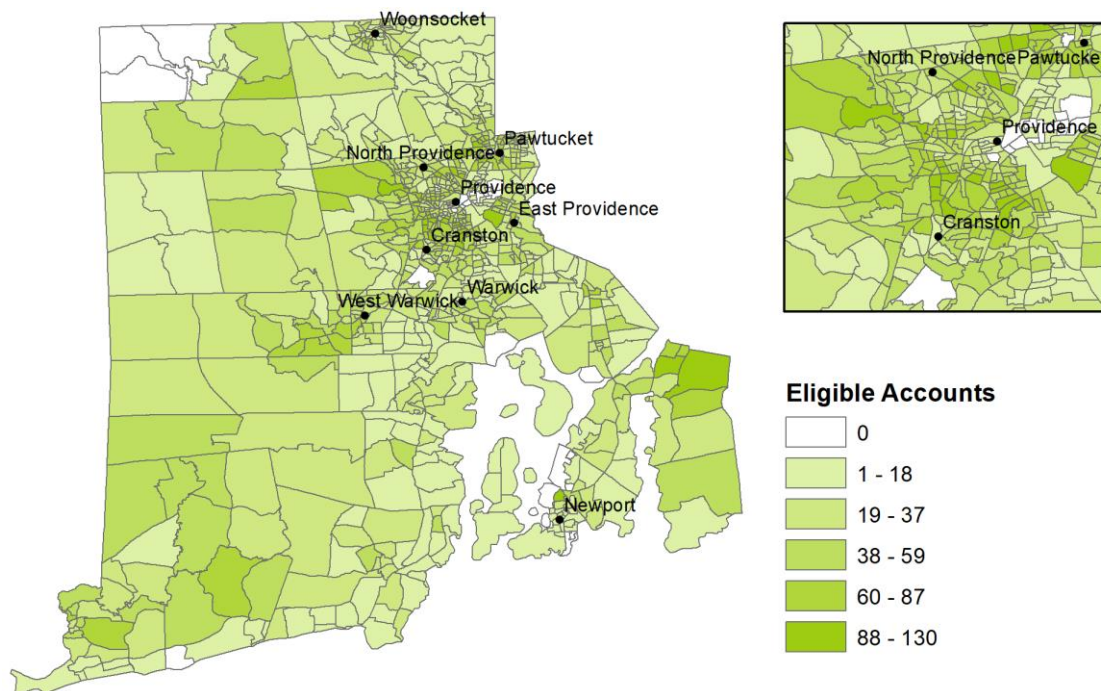 Woonsocket
Pawtucket
North Providence
Providence
East Providence
Cranston
Warwick
West Warwick
Newport
North Providence
Pawtucke
Providence
Cranston
Eligible Accounts
0
1 - 18
19 - 37
38 - 59
60 - 87
88 - 130